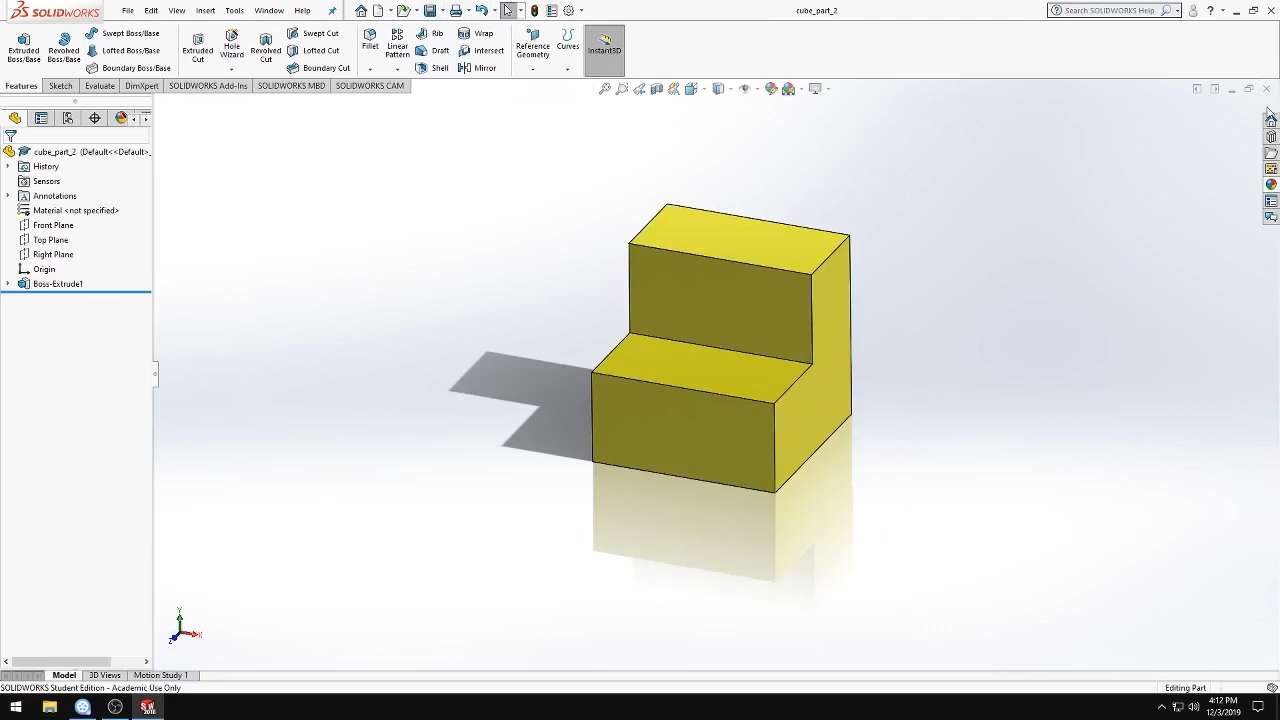 SOLIDWORKS File Edit View Insert Tools Window Help cube_part_2 Search SOLIDWORKS Help ?
Extruded Boss/Base Revolved Boss/Base Swept Boss/Base Lofted Boss/Base Boundary Boss/Base Extruded Cut Hole Wizard Revolved Cut Swept Cut Lofted Cut Boundary Cut Fillet Linear Pattern Rib Draft Shell Wrap Intersect Mirror Reference Geometry Curves Instant3D
Features Sketch Evaluate DimXpert SOLIDWORKS Add-Ins SOLIDWORKS MBD SOLIDWORKS CAM
cube_part_2 (Default<<Default>_
History
Sensors
Annotations
Material <not specified>
Front Plane
Top Plane
Right Plane
Origin
Boss-Extrude1
Y
X
Z
Model 3D Views Motion Study 1
SOLIDWORKS Student Edition - Academic Use Only Editing Part
4:12 PM
12/3/2019